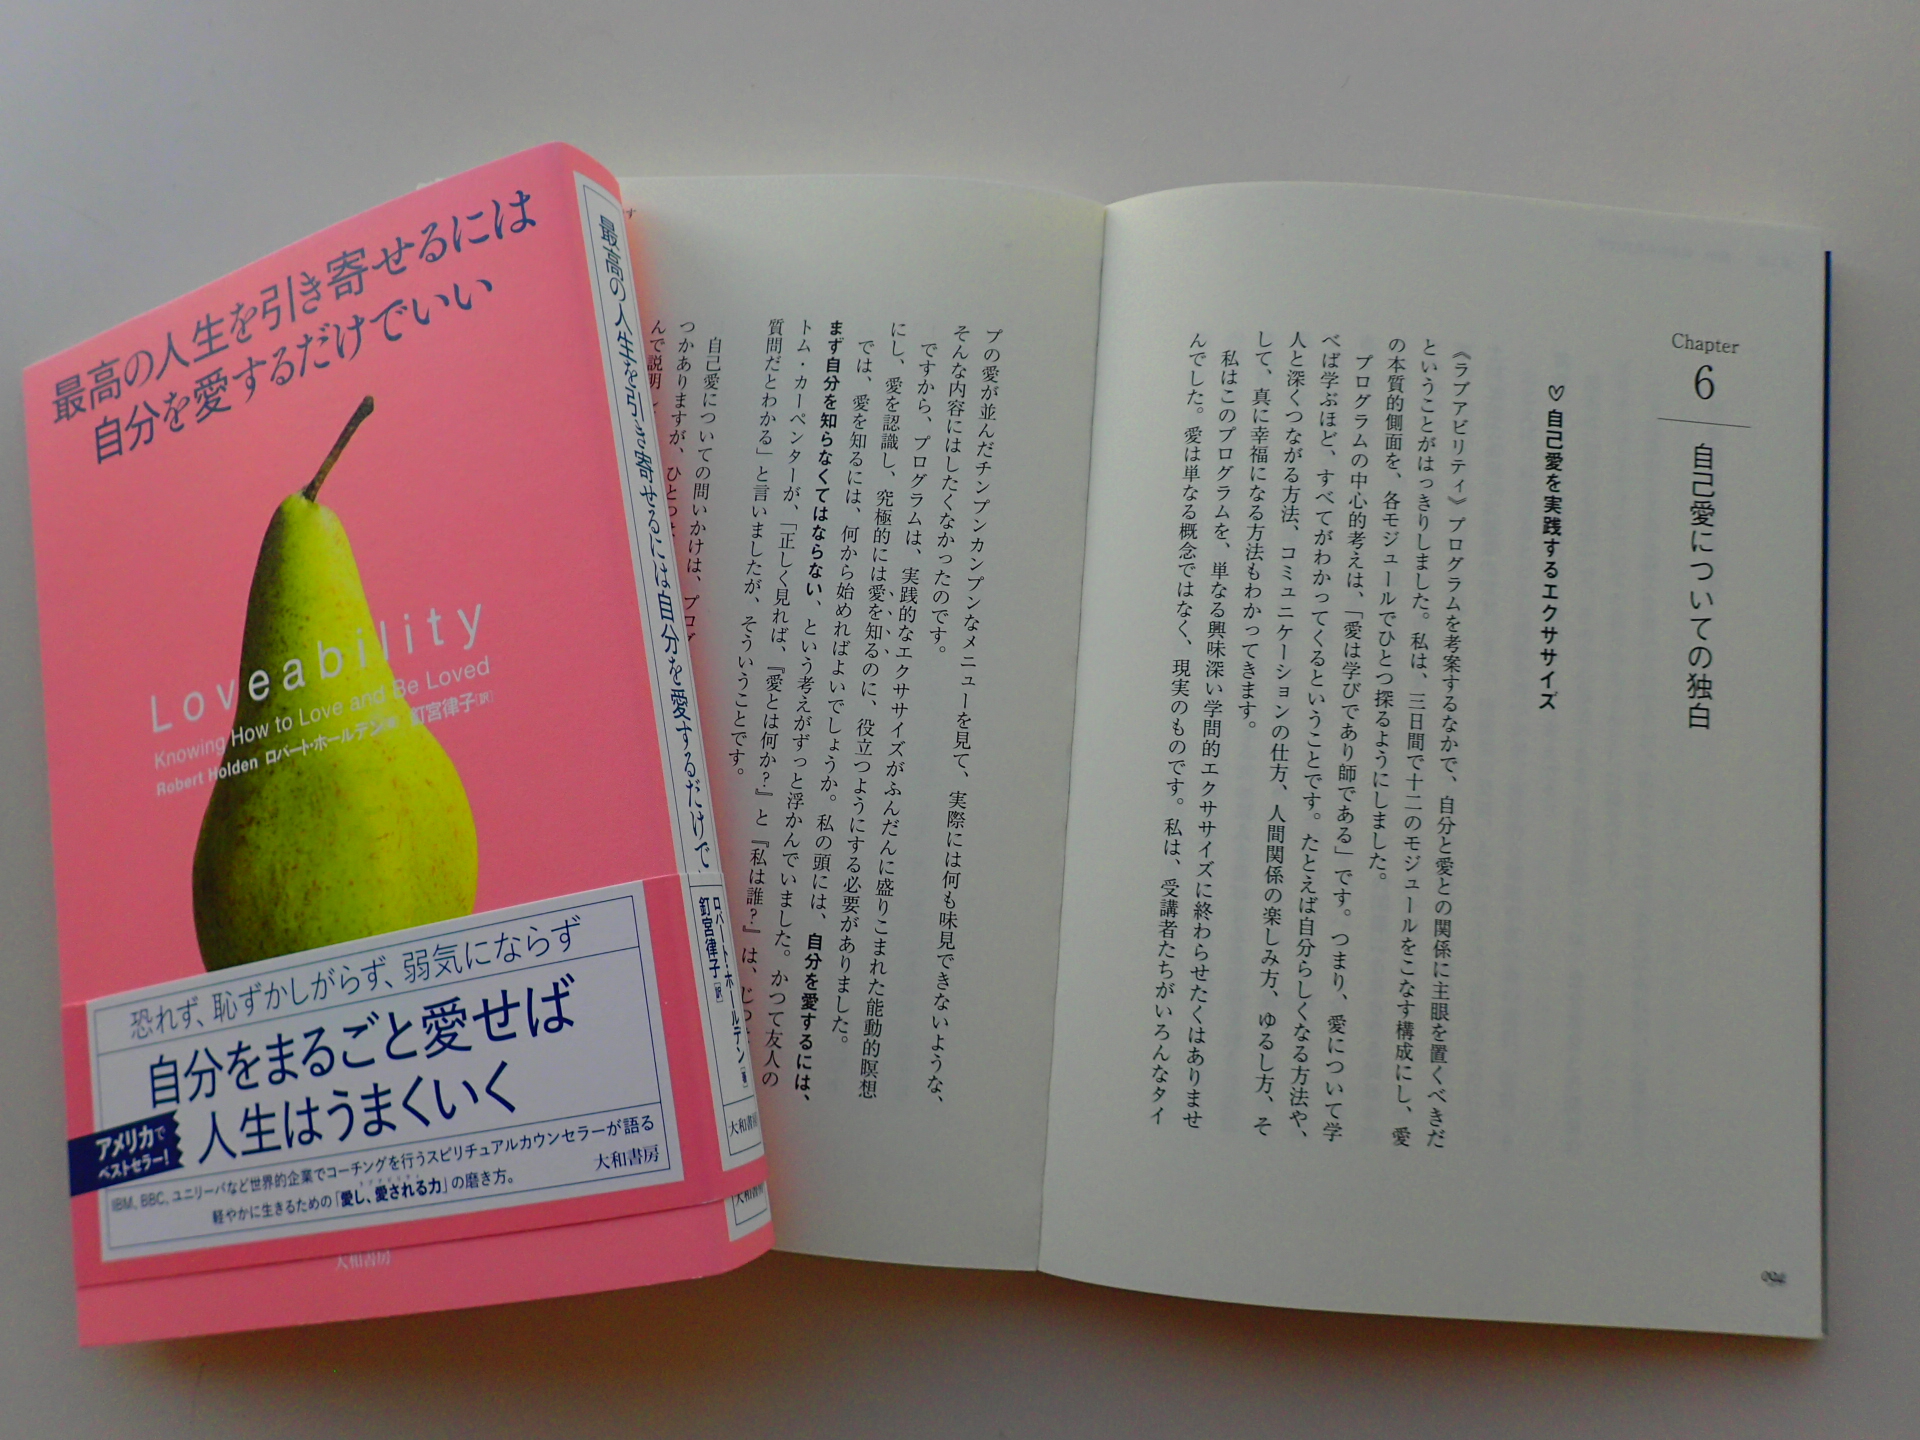 最高の人生を引き寄せるには
自分を愛するだけでいい
Loveability
Knowing How to Love and Be Loved
Robert Holden ロバート・ホールデン[著] 釘宮律子[訳]
恐れず、恥ずかしがらず、弱気にならず
自分をまるごと愛せば
人生はうまくいく
アメリカで
ベストセラー!
IBM、BBC、ユニリーバなど世界的企業でコーチングを行うスピリチュアルカウンセラーが語る
軽やかに生きるための「愛し、愛される力」の磨き方。
大和書房
大和書房
最高の人生を引き寄せるには自分を愛するだけで
ロバート・ホールデン[著]
釘宮律子[訳]
大和書房
大和書房
Chapter
6
自己愛についての独白
♡自己愛を実践するエクササイズ
《ラブアビリティ》プログラムを考案するなかで、自分と愛との関係に主眼を置くべきだ
ということがはっきりしました。私は、三日間で十二のモジュールをこなす構成にし、愛
の本質的側面を、各モジュールでひとつ探るようにしました。
プログラムの中心的考えは、「愛は学びであり師である」です。つまり、愛について学
べば学ぶほど、すべてがわかってくるということです。たとえば自分らしくなる方法や、
人と深くつながる方法、コミュニケーションの仕方、人間関係の楽しみ方、ゆるし方、そ
して、真に幸福になる方法もわかってきます。
私はこのプログラムを、単なる興味深い学問的エクササイズに終わらせたくはありませ
んでした。愛は単なる概念ではなく、現実のものです。私は、受講者たちがいろんなタイ
094
プの愛が並んだチンプンカンプンなメニューを見て、実際には何も味見できないような、
そんな内容にはしたくなかったのです。
ですから、プログラムは、実践的なエクササイズがふんだんに盛りこまれた能動的瞑想
にし、愛を認識し、究極的には愛を知るのに、役立つようにする必要がありました。
では、愛を知るには、何から始めればよいでしょうか。私の頭には、自分を愛するには、
まず自分を知らなくてはならない、という考えがずっと浮かんでいました。かつて友人の
トム・カーペンターが、「正しく見れば、『愛とは何か?』と『私は誰?』は、じつ
質問だとわかる」と言いましたが、そういうことです。
自己愛についての問いかけは、プログ
つかありますが、ひとつは
んで説明し